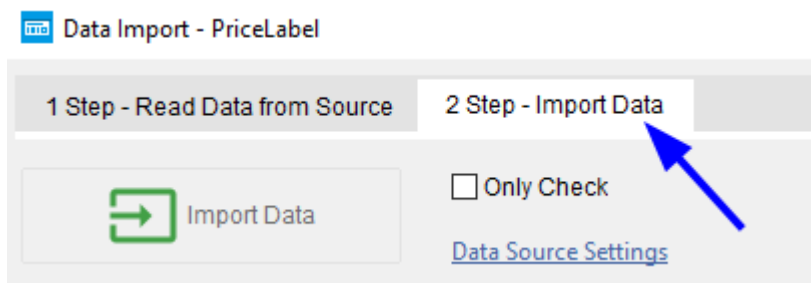 Data Import - PriceLabel
1 Step - Read Data from Source
2 Step - Import Data
Import Data
Only Check
Data Source Settings